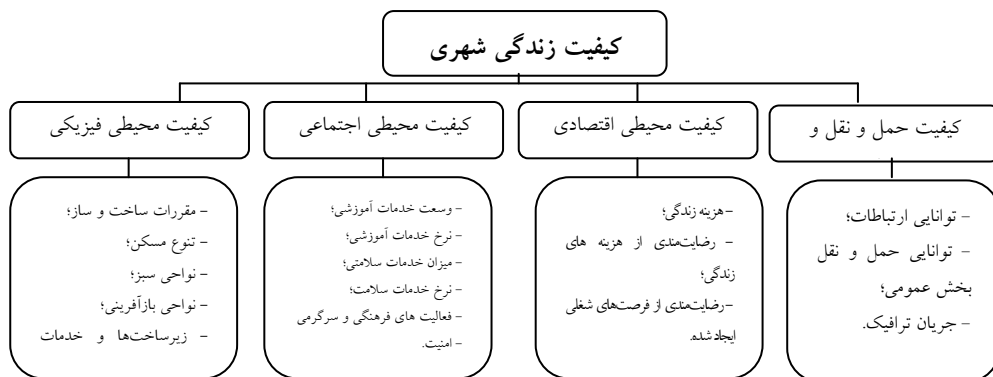 کیفیت زندگی شهری
کیفیت حمل و نقل و
کیفیت محیطی اقتصادی
کیفیت محیطی اجتماعی
کیفیت محیطی فیزیکی
– توانایی ارتباطات؛
– توانایی حمل و نقل
بخش عمومی؛
– جریان ترافیک.
–هزینه زندگی؛
– رضایت‌مندی از هزینه های
زندگی؛
–رضایت‌مندی از فرصت‌های شغلی
ایجادشده.
– وسعت خدمات آموزشی؛
– نرخ خدمات آموزشی؛
– میزان خدمات سلامتی؛
– نرخ خدمات سلامت؛
– فعالیت های فرهنگی و سرگرمی
– امنیت.
– مقررات ساخت و ساز؛
– تنوع مسکن؛
– نواحی سبز؛
– نواحی بازآفرینی؛
– زیرساخت‌ها و خدمات